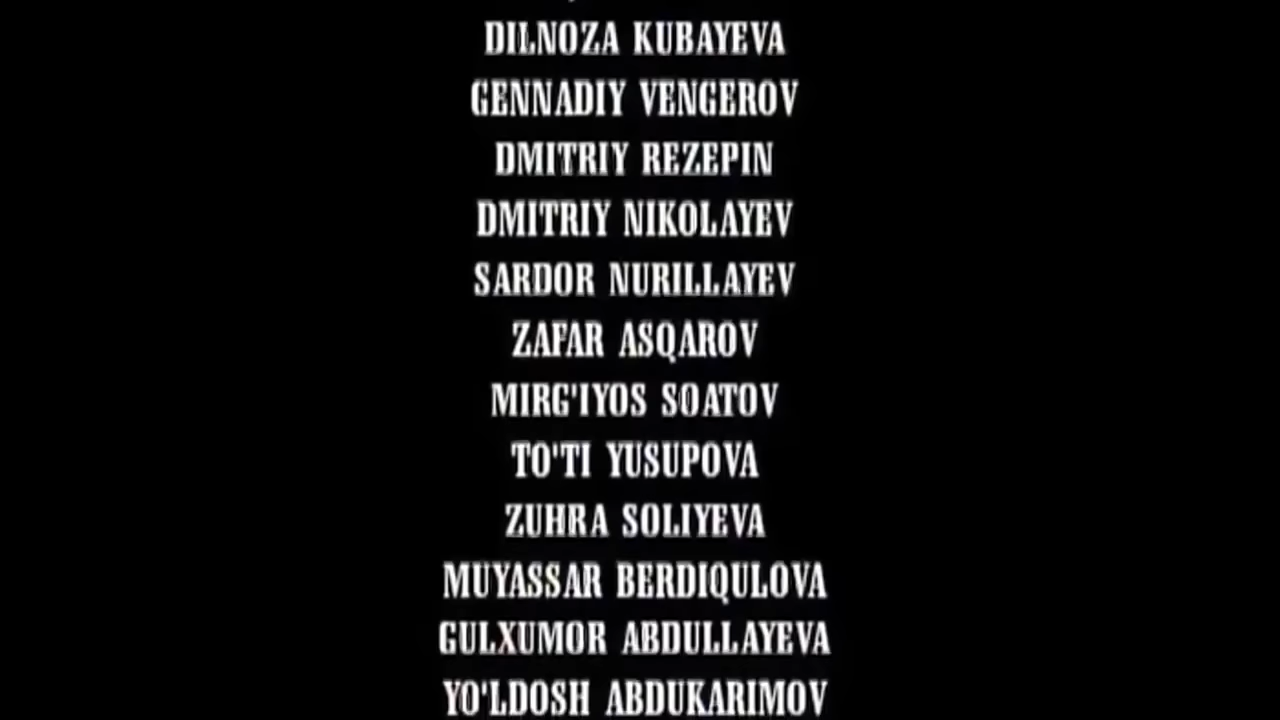 DILNOZA KUBAYEVA
GENNADIY VENGEROV
DMITRIY REZEPIN
DMITRIY NIKOLAYEV
SARDOR NURILLAYEV
ZAFAR ASQAROV
MIRG'IYOS SOATOV
TO'TI YUSUPOVA
ZUHRA SOLIYEVA
MUYASSAR BERDIQULOVA
GULXUMOR ABDULLAYEVA
YO'LDOSH ABDUKARIMOV